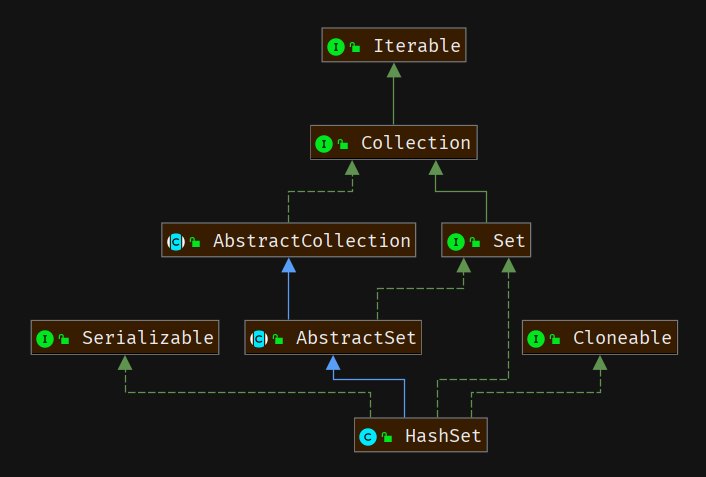 Iterable
Collection
AbstractCollection
Set
Serializable
AbstractSet
Cloneable
HashSet